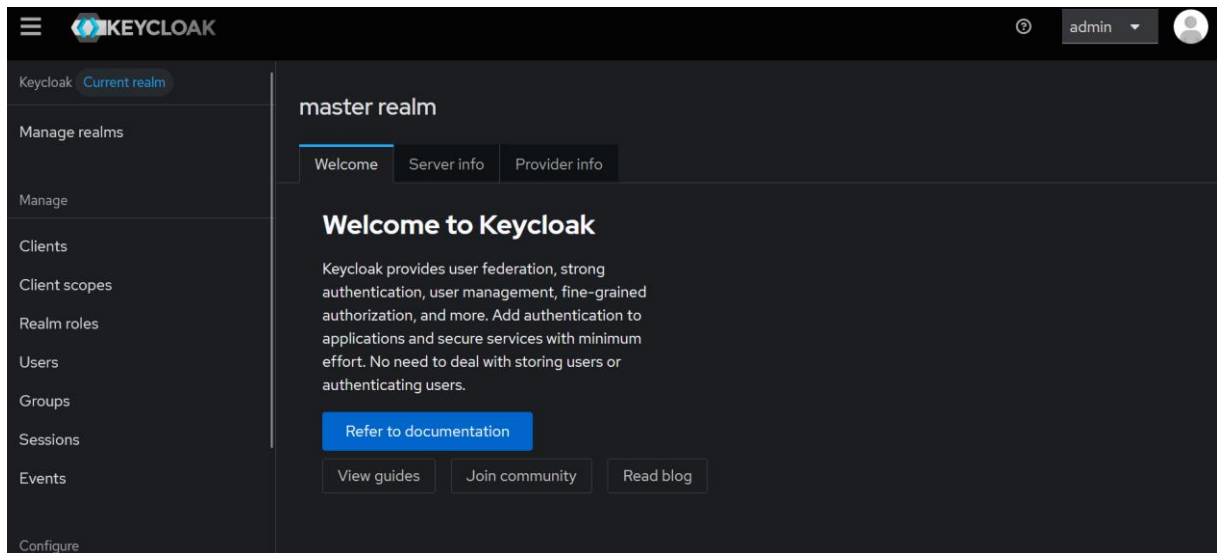 KEYCLOAK
admin
Keycloak Current realm
Manage realms
Manage
Clients
Client scopes
Realm roles
Users
Groups
Sessions
Events
Configure
master realm
Welcome Server info Provider info
Welcome to Keycloak
Keycloak provides user federation, strong
authentication, user management, fine-grained
authorization, and more. Add authentication to
applications and secure services with minimum
effort. No need to deal with storing users or
authenticating users.
Refer to documentation
View guides Join community Read blog